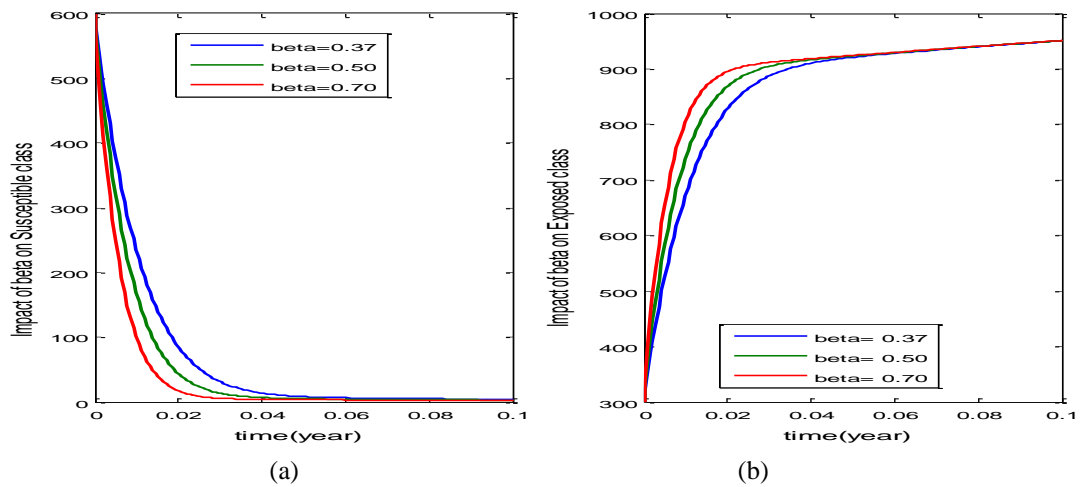 600
500
400
300
200
100
0
Impact of beta on Susceptible class
beta=0.37
beta=0.50
beta=0.70
0 0.02 0.04 0.06 0.08 0.1
time(year)
(a)
1000
900
800
700
600
500
400
300
Impact of beta on Exposed class
beta= 0.37
beta= 0.50
beta= 0.70
0 0.02 0.04 0.06 0.08 0.1
time(year)
(b)